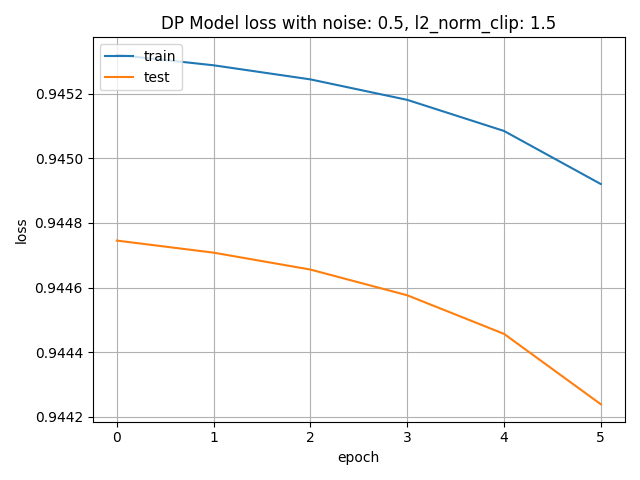 DP Model loss with noise: 0.5, l2_norm_clip: 1.5
train
test
0.9452
0.9450
0.9448
0.9446
0.9444
0.9442
loss
0 1 2 3 4 5
epoch